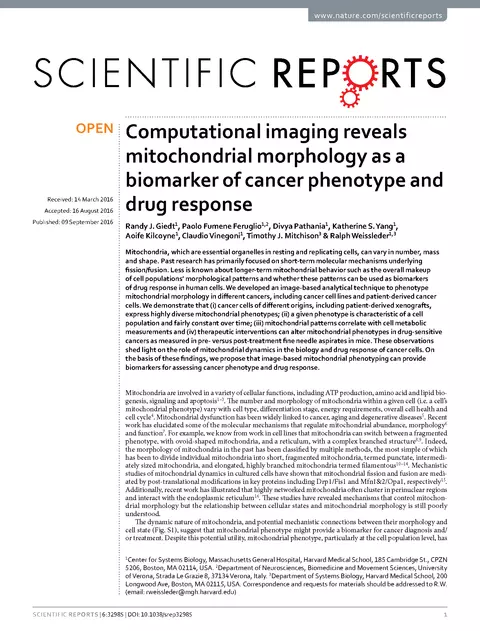 www.nature.com/scientificreports
SCIENTIFIC REPORTS
OPEN
Computational imaging reveals
mitochondrial morphology as a
biomarker of cancer phenotype and
drug response
Received: 14 March 2016
Accepted: 16 August 2016
Published: 09 September 2016
Randy J. Giedt1, Paolo Fumene Feruglio1,2, Divya Pathania1, Katherine S. Yang1,
Aoife Kilcoyne1, Claudio Vinegoni1, Timothy J. Mitchison3 & Ralph Weissleder1,3
Mitochondria, which are essential organelles in resting and replicating cells, can vary in number, mass
and shape. Past research has primarily focused on short-term molecular mechanisms underlying
fission/fusion. Less is known about longer-term mitochondrial behavior such as the overall makeup
of cell populations' morphological patterns and whether these patterns can be used as biomarkers
of drug response in human cells. We developed an image-based analytical technique to phenotype
mitochondrial morphology in different cancers, including cancer cell lines and patient-derived cancer
cells. We demonstrate that (i) cancer cells of different origins, including patient-derived xenografts,
express highly diverse mitochondrial phenotypes; (ii) a given phenotype is characteristic of a cell
population and fairly constant over time; (iii) mitochondrial patterns correlate with cell metabolic
measurements and (iv) therapeutic interventions can alter mitochondrial phenotypes in drug-sensitive
cancers as measured in pre- versus post-treatment fine needle aspirates in mice. These observations
shed light on the role of mitochondrial dynamics in the biology and drug response of cancer cells. On
the basis of these findings, we propose that image-based mitochondrial phenotyping can provide
biomarkers for assessing cancer phenotype and drug response.
Mitochondria are involved in a variety of cellular functions, including ATP production, amino acid and lipid bio-
genesis, signaling and apoptosis1–3. The number and morphology of mitochondria within a given cell (i.e. a cell's
mitochondrial phenotype) vary with cell type, differentiation stage, energy requirements, overall cell health and
cell cycle4. Mitochondrial dysfunction has been widely linked to cancer, aging and degenerative diseases5. Recent
work has elucidated some of the molecular mechanisms that regulate mitochondrial abundance, morphology6
and function7. For example, we know from work in cell lines that mitochondria can switch between a fragmented
phenotype, with ovoid-shaped mitochondria, and a reticulum, with a complex branched structure8,9. Indeed,
the morphology of mitochondria in the past has been classified by multiple methods, the most simple of which
has been to divide individual mitochondria into short, fragmented mitochondria, termed punctate, intermedi-
ately sized mitochondria, and elongated, highly branched mitochondria termed filamentous10–14. Mechanistic
studies of mitochondrial dynamics in cultured cells have shown that mitochondrial fission and fusion are medi-
ated by post-translational modifications in key proteins including Drp1/Fis1 and Mfn1&2/Opa1, respectively15.
Additionally, recent work has illustrated that highly networked mitochondria often cluster in perinuclear regions
and interact with the endoplasmic reticulum16. These studies have revealed mechanisms that control mitochon-
drial morphology but the relationship between cellular states and mitochondrial morphology is still poorly
understood.
The dynamic nature of mitochondria, and potential mechanistic connections between their morphology and
cell state (Fig. S1), suggest that mitochondrial phenotype might provide a biomarker for cancer diagnosis and/
or treatment. Despite this potential utility, mitochondrial phenotype, particularly at the cell population level, has
1Center for Systems Biology, Massachusetts General Hospital, Harvard Medical School, 185 Cambridge St., CPZN
5206, Boston, MA 02114, USA. 2Department of Neurosciences, Biomedicine and Movement Sciences, University
of Verona, Strada Le Grazie 8, 37134 Verona, Italy. 3Department of Systems Biology, Harvard Medical School, 200
Longwood Ave, Boston, MA 02115, USA. Correspondence and requests for materials should be addressed to R.W.
(email: rweissleder@mgh.harvard.edu)
SCIENTIFIC REPORTS | 6:32985 | DOI: 10.1038/srep32985
1